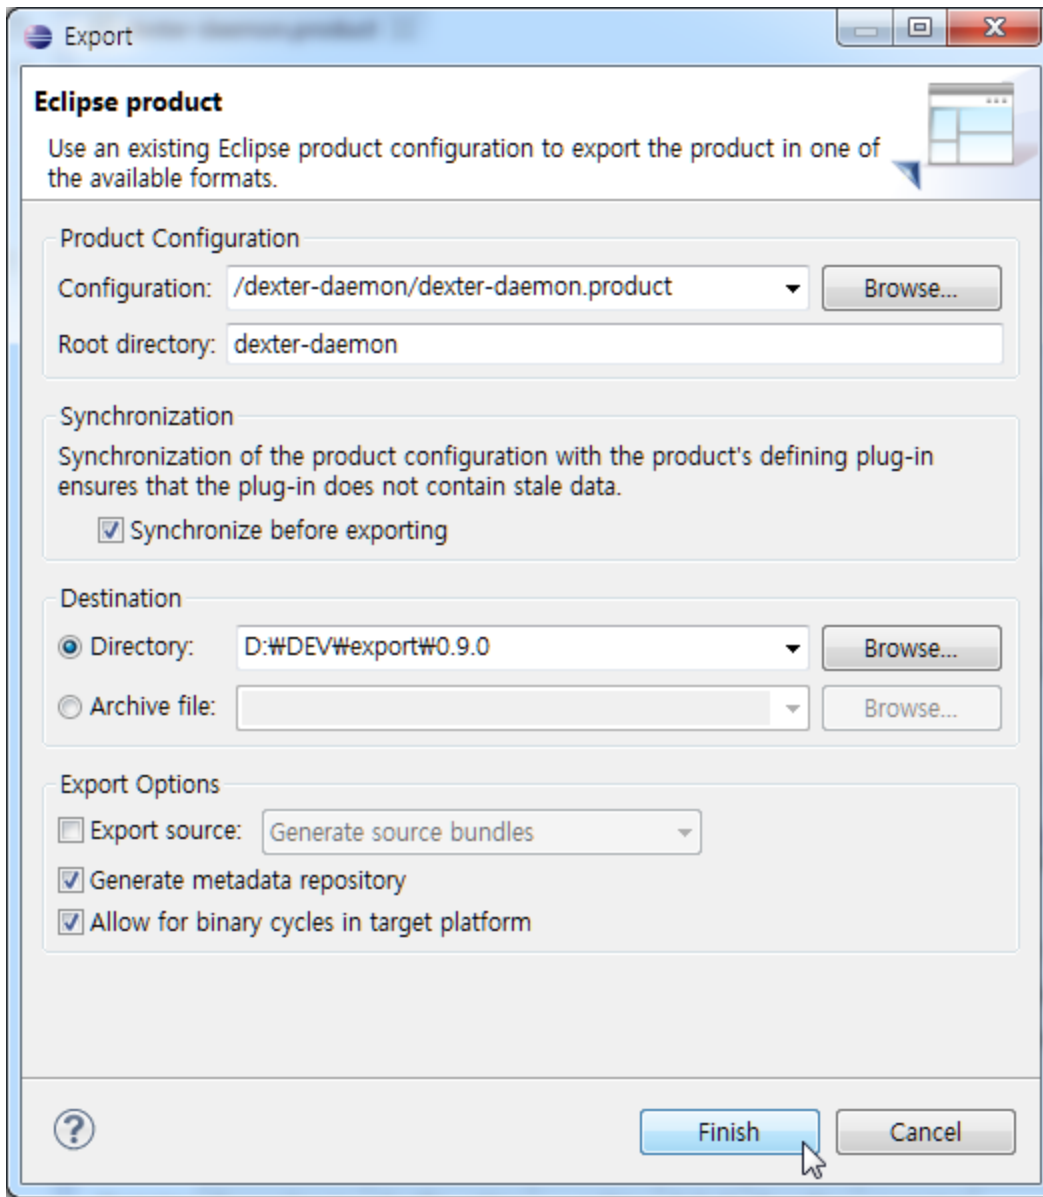 Export
Eclipse product
Use an existing Eclipse product configuration to export the product in one of
the available formats.
Product Configuration
Configuration: /dexter-daemon/dexter-daemon.product Browse...
Root directory: dexter-daemon
Synchronization
Synchronization of the product configuration with the product's defining plug-in
ensures that the plug-in does not contain stale data.
Synchronize before exporting
Destination
Directory: D:₩DEV₩export₩0.9.0 Browse...
Archive file: Browse...
Export Options
Export source: Generate source bundles
Generate metadata repository
Allow for binary cycles in target platform
? Finish Cancel